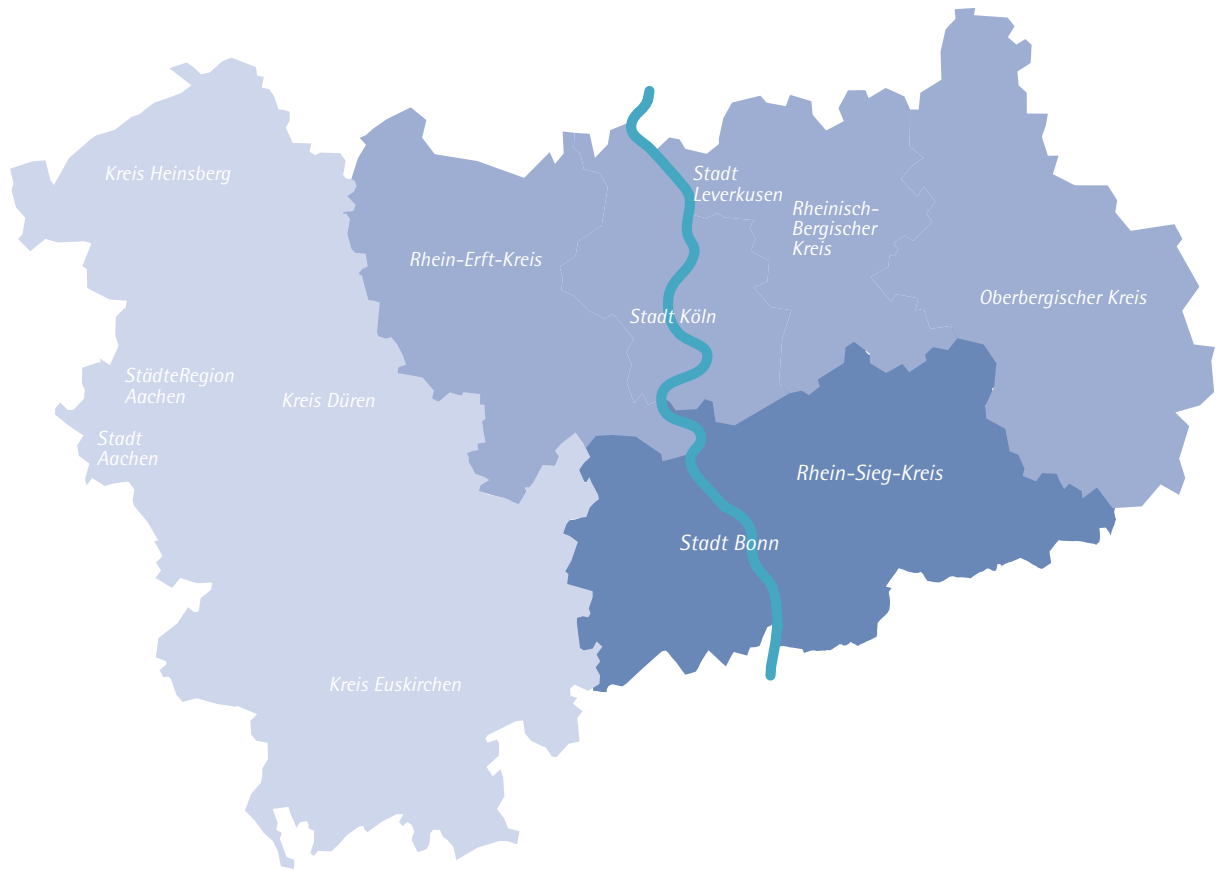 Kreis Heinsberg
Stadt
Leverkusen
Rheinisch-
Bergischer
Kreis
Rhein-Erft-Kreis
Oberbergischer Kreis
Stadt Köln
StädteRegion
Aachen
Kreis Düren
Stadt
Aachen
Rhein-Sieg-Kreis
Stadt Bonn
Kreis Euskirchen